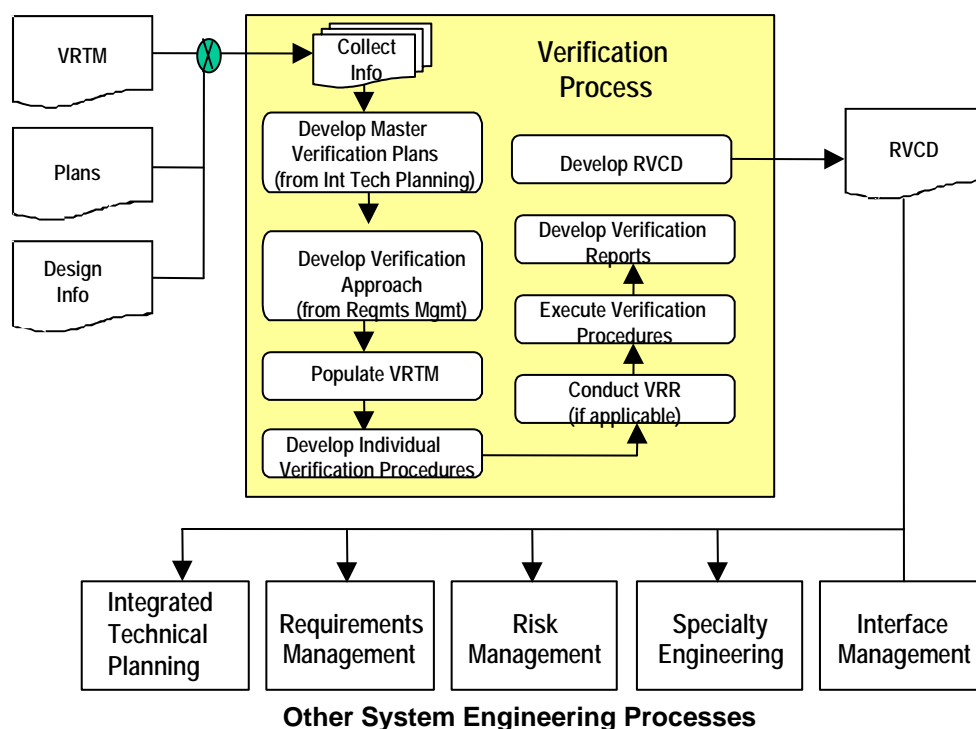 VRTM
Plans
Design
Info
Collect
Info
Verification
Process
Develop Master
Verification Plans
(from Int Tech Planning)
Develop Verification
Approach
(from Reqmts Mgmt)
Populate VRTM
Develop Individual
Verification Procedures
Develop RVCD
Develop Verification
Reports
Execute Verification
Procedures
Conduct VRR
(if applicable)
RVCD
Integrated
Technical
Planning
Requirements
Management
Risk
Management
Specialty
Engineering
Interface
Management
Other System Engineering Processes